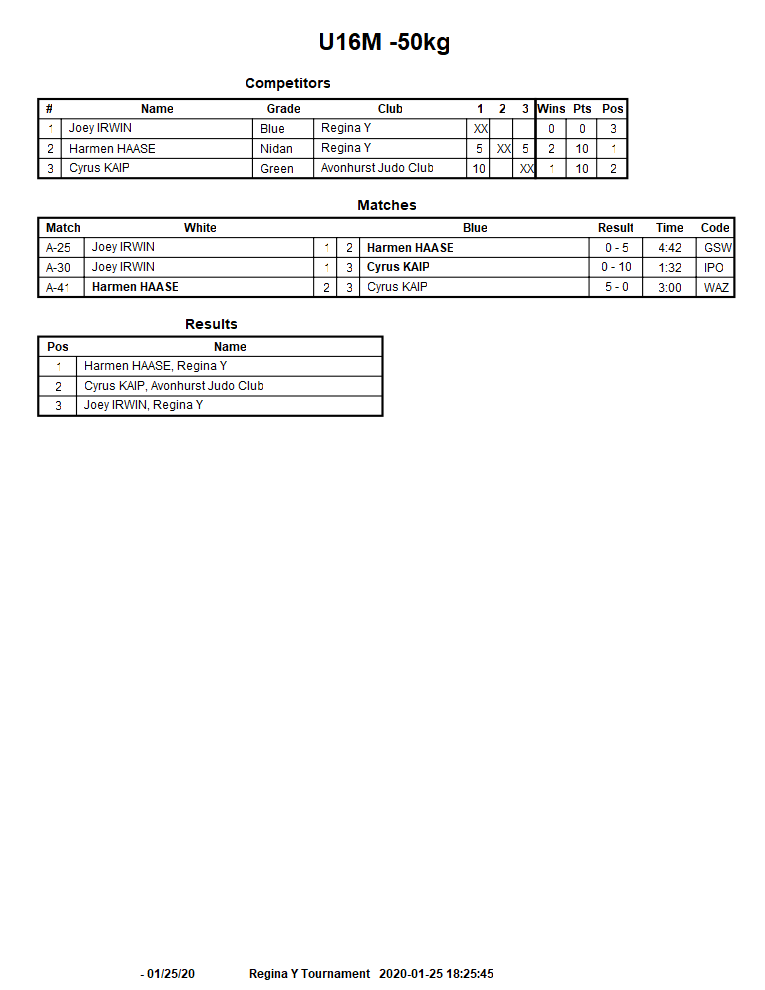 U16M -50kg
Competitors
# Name Grade Club 1 2 3 Wins Pts Pos
1 Joey IRWIN Blue Regina Y XX 0 0 3
2 Harmen HAASE Nidan Regina Y 5 XX 5 2 10 1
3 Cyrus KAIP Green Avonhurst Judo Club 10 XX 1 10 2
Matches
Match White Blue Result Time Code
A-25 Joey IRWIN 1 2 Harmen HAASE 0 - 5 4:42 GSW
A-30 Joey IRWIN 1 3 Cyrus KAIP 0 - 10 1:32 IPO
A-41 Harmen HAASE 2 3 Cyrus KAIP 5 - 0 3:00 WAZ
Results
Pos Name
1 Harmen HAASE, Regina Y
2 Cyrus KAIP, Avonhurst Judo Club
3 Joey IRWIN, Regina Y
- 01/25/20 Regina Y Tournament 2020-01-25 18:25:45